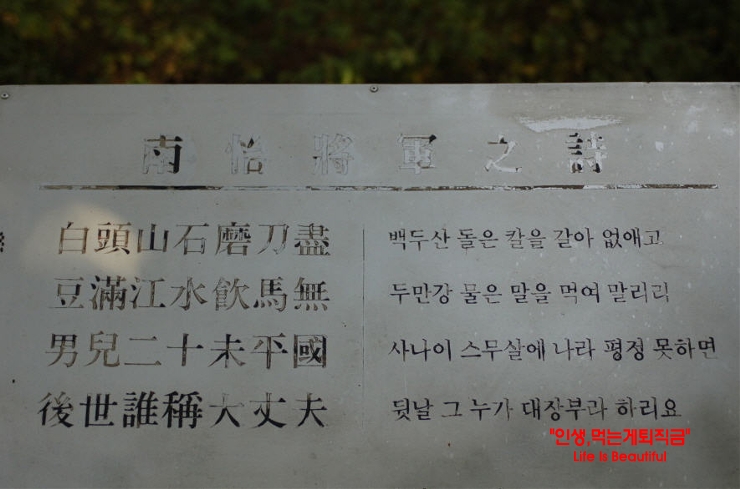 南怡將軍之詩
白頭山石磨刀盡
豆滿江水飮馬無
男兒二十未平國
後世誰稱大丈夫
백두산 돌은 칼을 갈아 없애고
두만강 물은 말을 먹여 말리리
사나이 스무살에 나라 평정 못하면
뒷날 그 누가 대장부라 하리요
"인생,먹는게퇴직금"
Life Is Beautiful